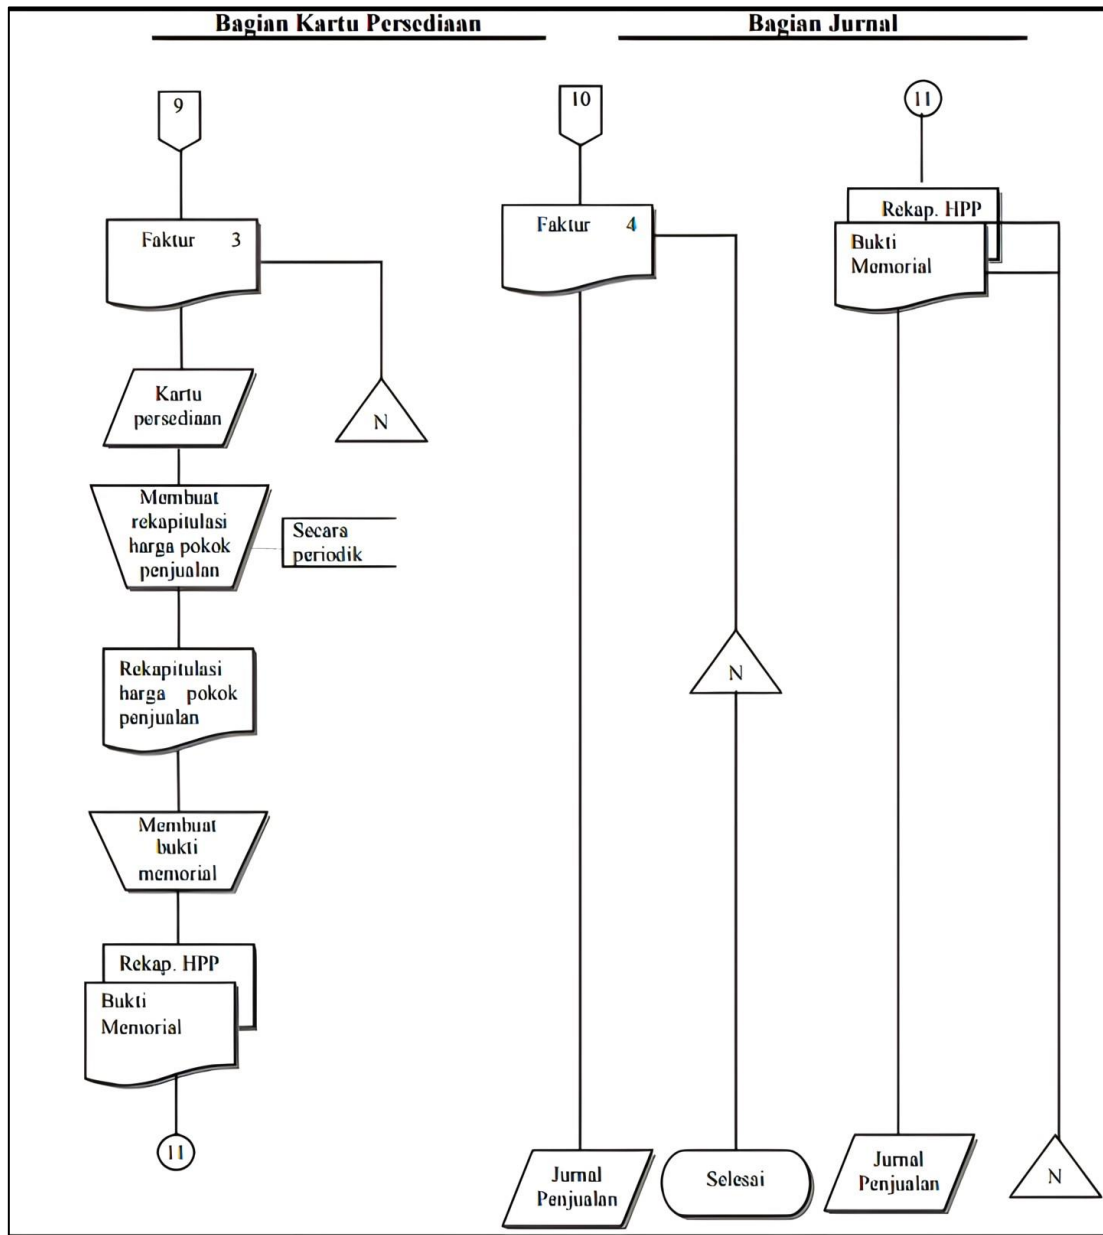 Bagian Kartu Persediaan
Bagian Jurnal
9
Faktur 3
N
Kartu
persediaan
Membuat
rekapitulasi
harga pokok
penjualan
Secara
periodik
Rekapitulasi
harga pokok
penjualan
Membuat
bukti
memorial
Rekap. HPP
Bukti
Memorial
11
10
Faktur 4
N
Jurnal
Penjualan
Selesai
11
Rekap. HPP
Bukti
Memorial
Jurnal
Penjualan
N